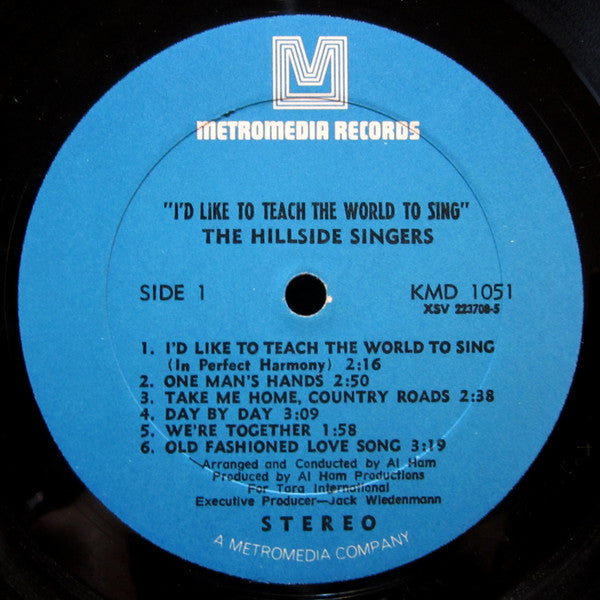 M
METROMEDIA RECORDS
"I'D LIKE TO TEACH THE WORLD TO SING"
THE HILLSIDE SINGERS
SIDE 1
KMD 1051
XSV 223708-S
1. I'D LIKE TO TEACH THE WORLD TO SING
(In Perfect Harmony) 2:16
2. ONE MAN'S HANDS 2:50
3. TAKE ME HOME, COUNTRY ROADS 2:38
4. DAY BY DAY 3:09
5. WE'RE TOGETHER 1:58
6. OLD FASHIONED LOVE SONG 3:19
Arranged and Conducted by Al Ham
Produced by Al Ham Productions
For Tara International
Executive Producer—Jack Wiedenmann
STEREO
A METROMEDIA COMPANY